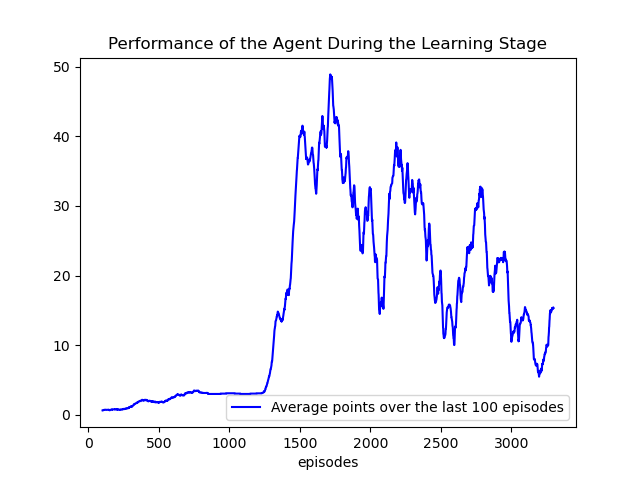 Performance of the Agent During the Learning Stage
50
40
30
20
10
0
Average points over the last 100 episodes
0 500 1000 1500 2000 2500 3000
episodes